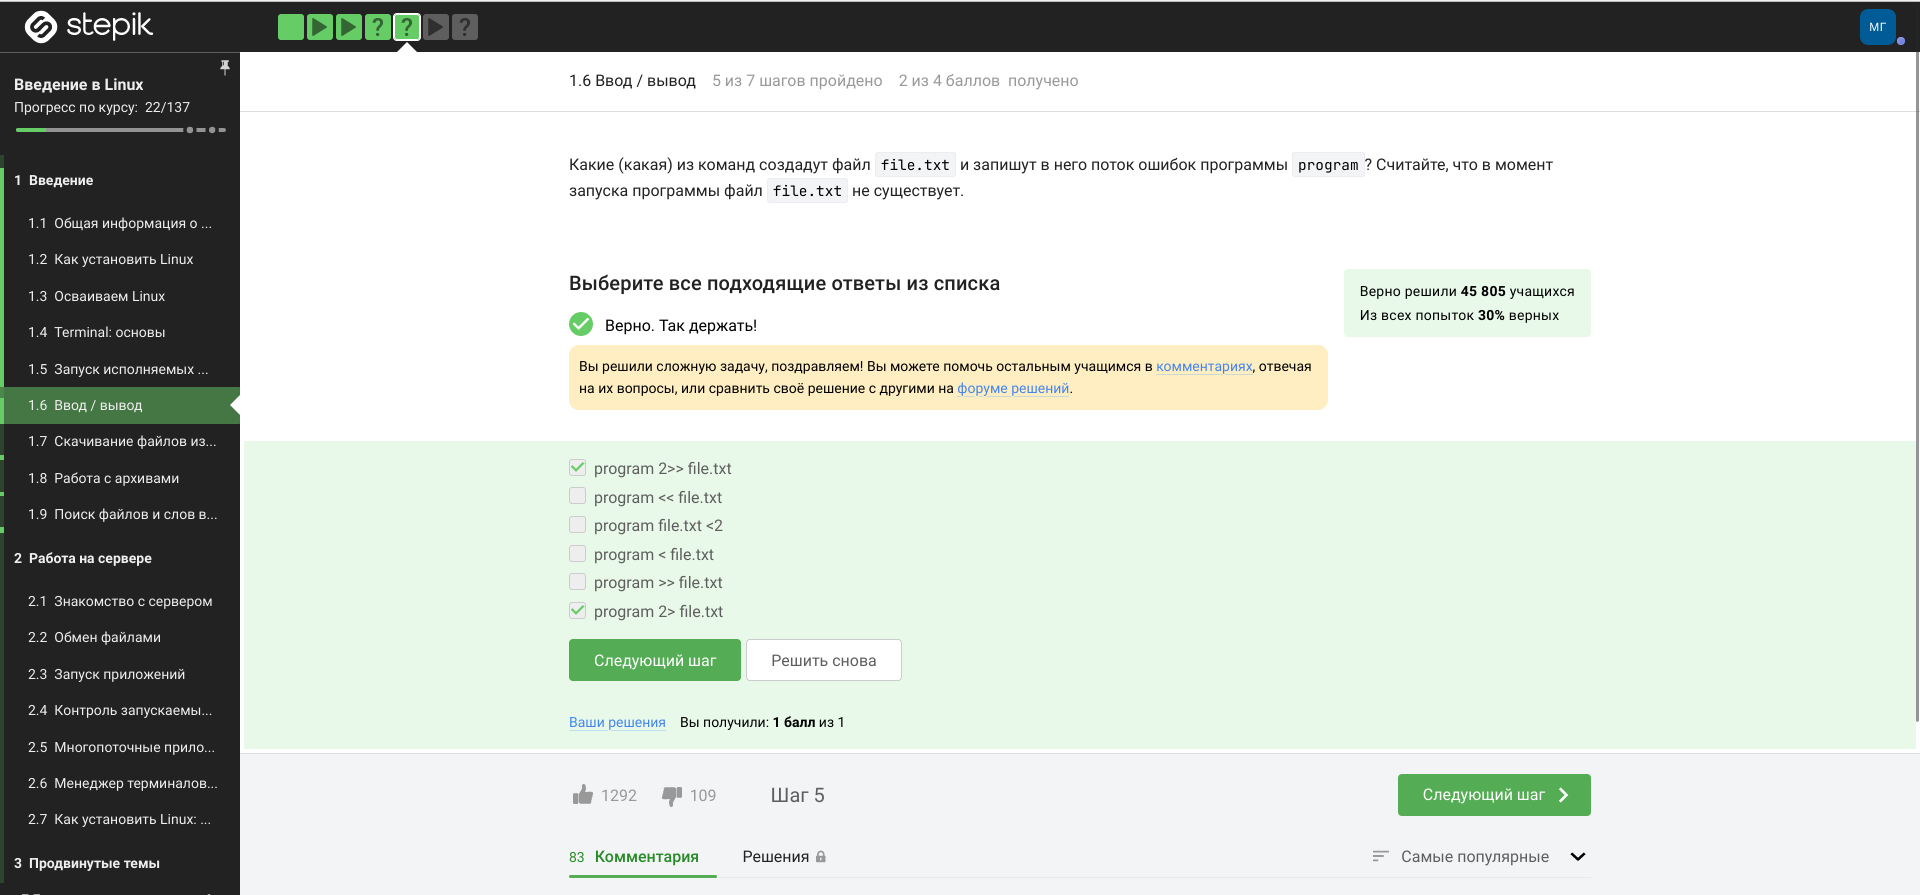 stepik
? ? ?
МГ
Введение в Linux
Прогресс по курсу: 22/137
1 Введение
1.1 Общая информация о ...
1.2 Как установить Linux
1.3 Осваиваем Linux
1.4 Terminal: основы
1.5 Запуск исполняемых ...
1.6 Ввод / вывод
1.7 Скачивание файлов из...
1.8 Работа с архивами
1.9 Поиск файлов и слов в...
2 Работа на сервере
2.1 Знакомство с сервером
2.2 Обмен файлами
2.3 Запуск приложений
2.4 Контроль запускаемы...
2.5 Многопоточные прило...
2.6 Менеджер терминалов...
2.7 Как установить Linux: ...
3 Продвинутые темы
1.6 Ввод / вывод 5 из 7 шагов пройдено 2 из 4 баллов получено
Какие (какая) из команд создадут файл file.txt и запишут в него поток ошибок программы program? Считайте, что в момент
запуска программы файл file.txt не существует.
Выберите все подходящие ответы из списка
Верно. Так держать!
Вы решили сложную задачу, поздравляем! Вы можете помочь остальным учащимся в комментариях, отвечая
на их вопросы, или сравнить своё решение с другими на форуме решений.
Верно решили 45 805 учащихся
Из всех попыток 30% верных
program 2>> file.txt
program << file.txt
program file.txt <2
program < file.txt
program >> file.txt
program 2> file.txt
Следующий шаг Решить снова
Ваши решения Вы получили: 1 балл из 1
1292 109 Шаг 5 Следующий шаг
83 Комментария Решения Самые популярные